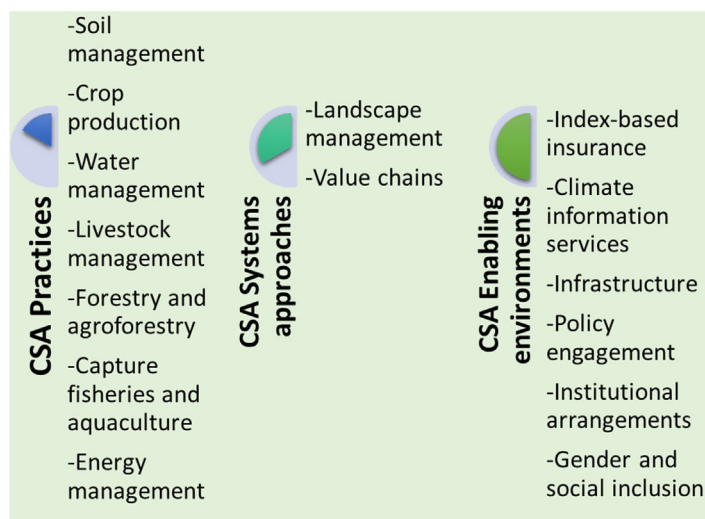 CSA Practices
-Soil
management
-Crop
production
-Water
management
-Livestock
management
-Forestry and
agroforestry
-Capture
fisheries and
aquaculture
-Energy
management
CSA Systems
approaches
-Landscape
management
-Value chains
CSA Enabling
environments
-Index-based
insurance
-Climate
information
services
-Infrastructure
-Policy
engagement
-Institutional
arrangements
-Gender and
social inclusion